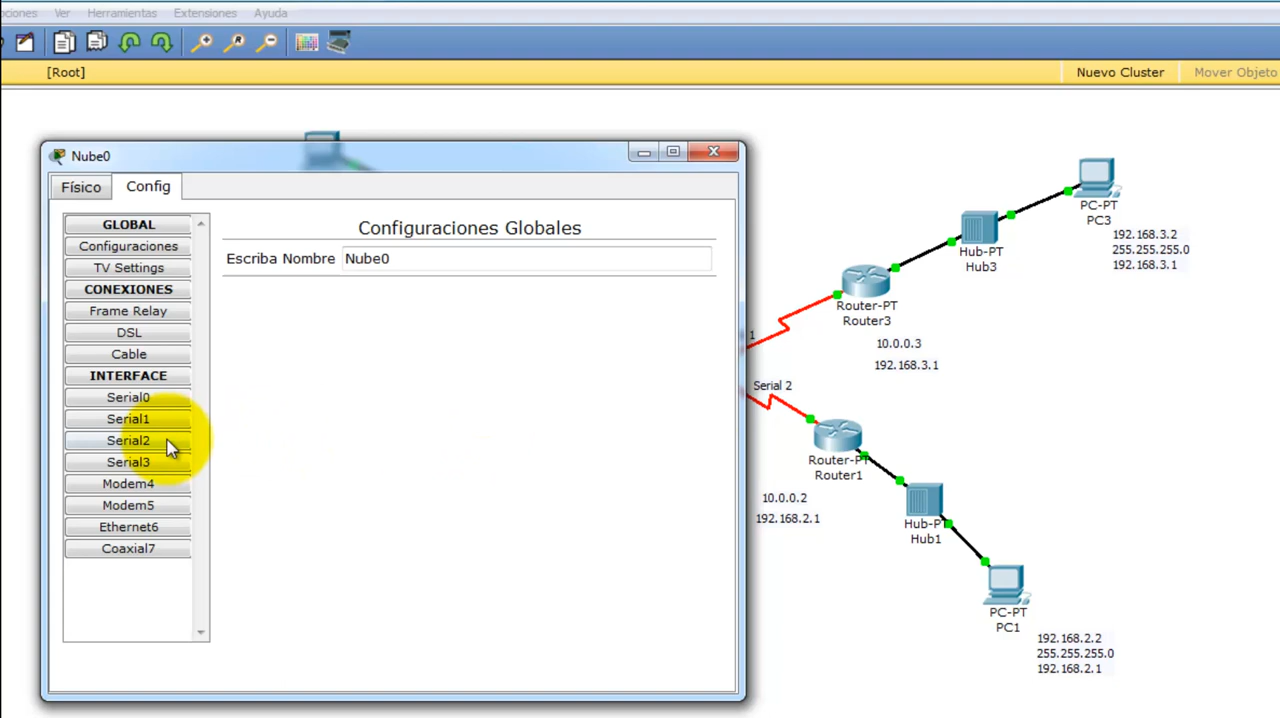 Ver Herramientas Extensiones Ayuda
[Root] Nuevo Cluster Mover Objeto
Nube0
Físico Config
GLOBAL
Configuraciones
TV Settings
CONEXIONES
Frame Relay
DSL
Cable
INTERFACE
Serial0
Serial1
Serial2
Serial3
Modem4
Modem5
Ethernet6
Coaxial7
Configuraciones Globales
Escriba Nombre Nube0
PC-PT
PC3
192.168.3.2
255.255.255.0
192.168.3.1
Hub-PT
Hub3
Router-PT
Router3
10.0.0.3
192.168.3.1
1
Serial 2
Router-PT
Router1
10.0.0.2
192.168.2.1
Hub-PT
Hub1
PC-PT
PC1
192.168.2.2
255.255.255.0
192.168.2.1